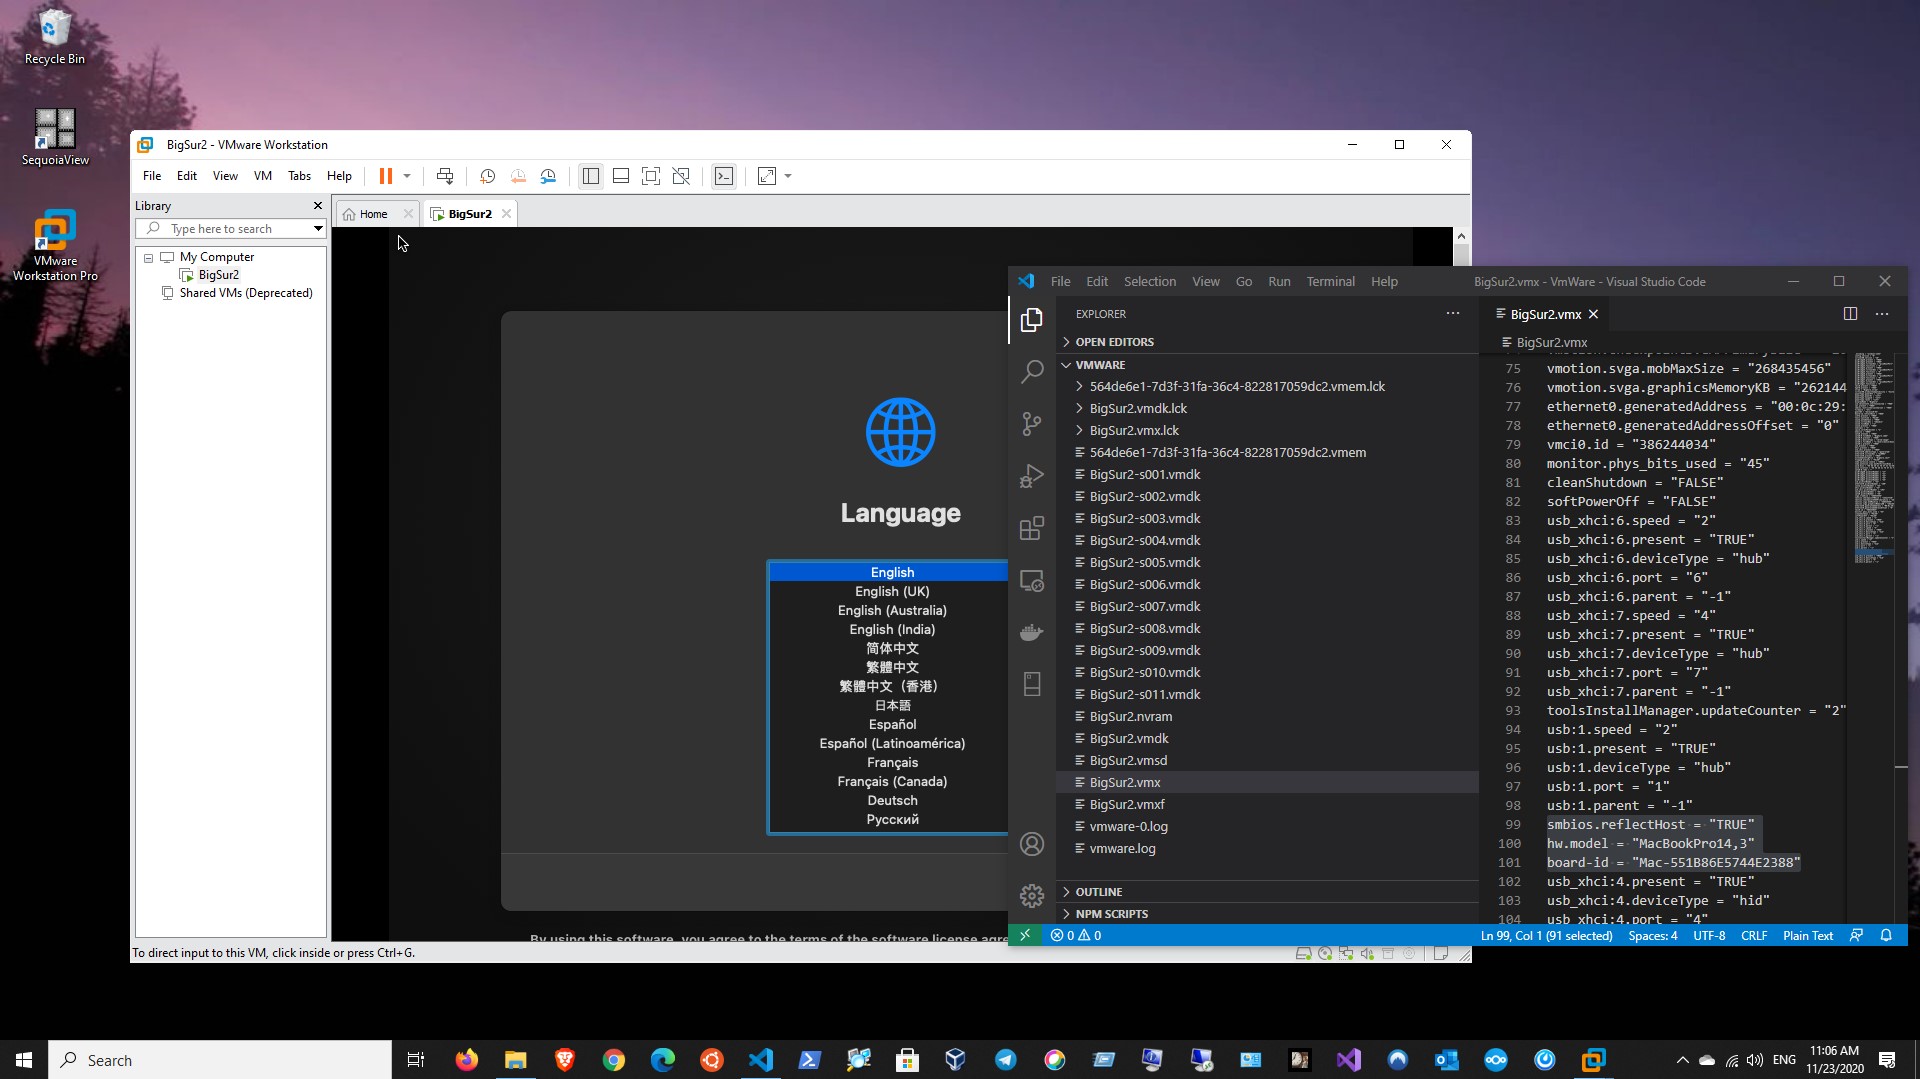 Recycle Bin
SequoiaView
VMware
Workstation Pro
BigSur2 - VMware Workstation
File Edit View VM Tabs Help
Library
Type here to search
My Computer
BigSur2
Shared VMs (Deprecated)
Home
BigSur2
Language
English
English (UK)
English (Australia)
English (India)
简体中文
繁體中文
繁體中文（香港）
日本語
Español
Español (Latinoamérica)
Français
Français (Canada)
Deutsch
Русский
By using this software, you agree to the terms of the software license agre
To direct input to this VM, click inside or press Ctrl+G.
File Edit Selection View Go Run Terminal Help
BigSur2.vmx - VmWare - Visual Studio Code
EXPLORER
OPEN EDITORS
VMWARE
564de6e1-7d3f-31fa-36c4-822817059dc2.vmem.lck
BigSur2.vmdk.lck
BigSur2.vmx.lck
564de6e1-7d3f-31fa-36c4-822817059dc2.vmem
BigSur2-s001.vmdk
BigSur2-s002.vmdk
BigSur2-s003.vmdk
BigSur2-s004.vmdk
BigSur2-s005.vmdk
BigSur2-s006.vmdk
BigSur2-s007.vmdk
BigSur2-s008.vmdk
BigSur2-s009.vmdk
BigSur2-s010.vmdk
BigSur2-s011.vmdk
BigSur2.nvram
BigSur2.vmdk
BigSur2.vmsd
BigSur2.vmx
BigSur2.vmxf
vmware-0.log
vmware.log
OUTLINE
NPM SCRIPTS
BigSur2.vmx
BigSur2.vmx
75 vmotion.svga.mobMaxSize = "268435456"
76 vmotion.svga.graphicsMemoryKB = "262144
77 ethernet0.generatedAddress = "00:0c:29:
78 ethernet0.generatedAddressOffset = "0"
79 vmci0.id = "386244034"
80 monitor.phys_bits_used = "45"
81 cleanShutdown = "FALSE"
82 softPowerOff = "FALSE"
83 usb_xhci:6.speed = "2"
84 usb_xhci:6.present = "TRUE"
85 usb_xhci:6.deviceType = "hub"
86 usb_xhci:6.port = "6"
87 usb_xhci:6.parent = "-1"
88 usb_xhci:7.speed = "4"
89 usb_xhci:7.present = "TRUE"
90 usb_xhci:7.deviceType = "hub"
91 usb_xhci:7.port = "7"
92 usb_xhci:7.parent = "-1"
93 toolsInstallManager.updateCounter = "2"
94 usb:1.speed = "2"
95 usb:1.present = "TRUE"
96 usb:1.deviceType = "hub"
97 usb:1.port = "1"
98 usb:1.parent = "-1"
99 smbios.reflectHost = "TRUE"
100 hw.model = "MacBookPro14,3"
101 board-id = "Mac-551B86E5744E2388"
102 usb_xhci:4.present = "TRUE"
103 usb_xhci:4.deviceType = "hid"
104 usb_xhci:4.port = "4"
0 0
Ln 99, Col 1 (91 selected) Spaces: 4 UTF-8 CRLF Plain Text
Search
ENG
11:06 AM
11/23/2020